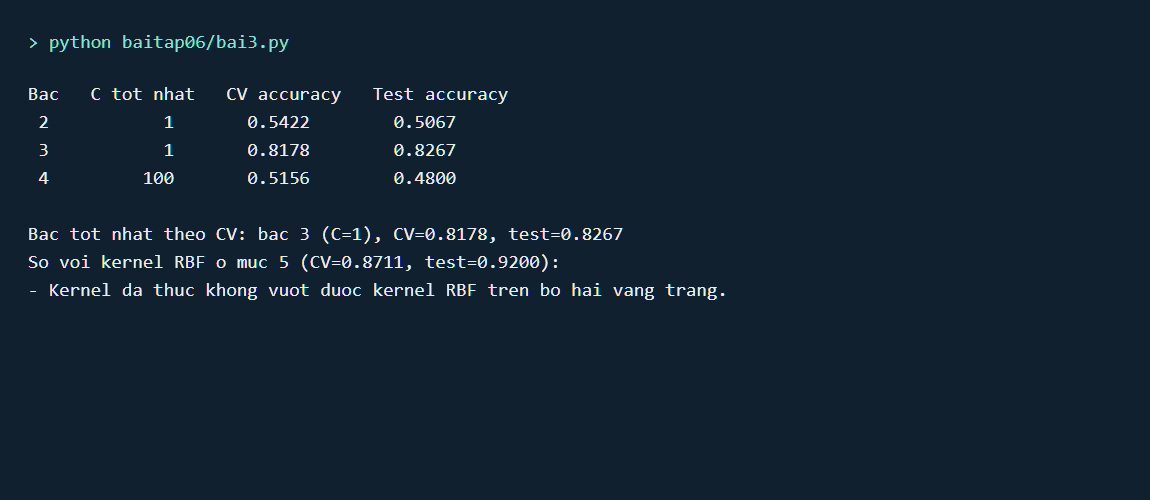 > python baitap06/bai3.py
Bac   C tot nhat   CV accuracy   Test accuracy
 2           1       0.5422        0.5067
 3           1       0.8178        0.8267
 4         100       0.5156        0.4800
Bac tot nhat theo CV: bac 3 (C=1), CV=0.8178, test=0.8267
So voi kernel RBF o muc 5 (CV=0.8711, test=0.9200):
- Kernel da thuc khong vuot duoc kernel RBF tren bo hai vang trang.